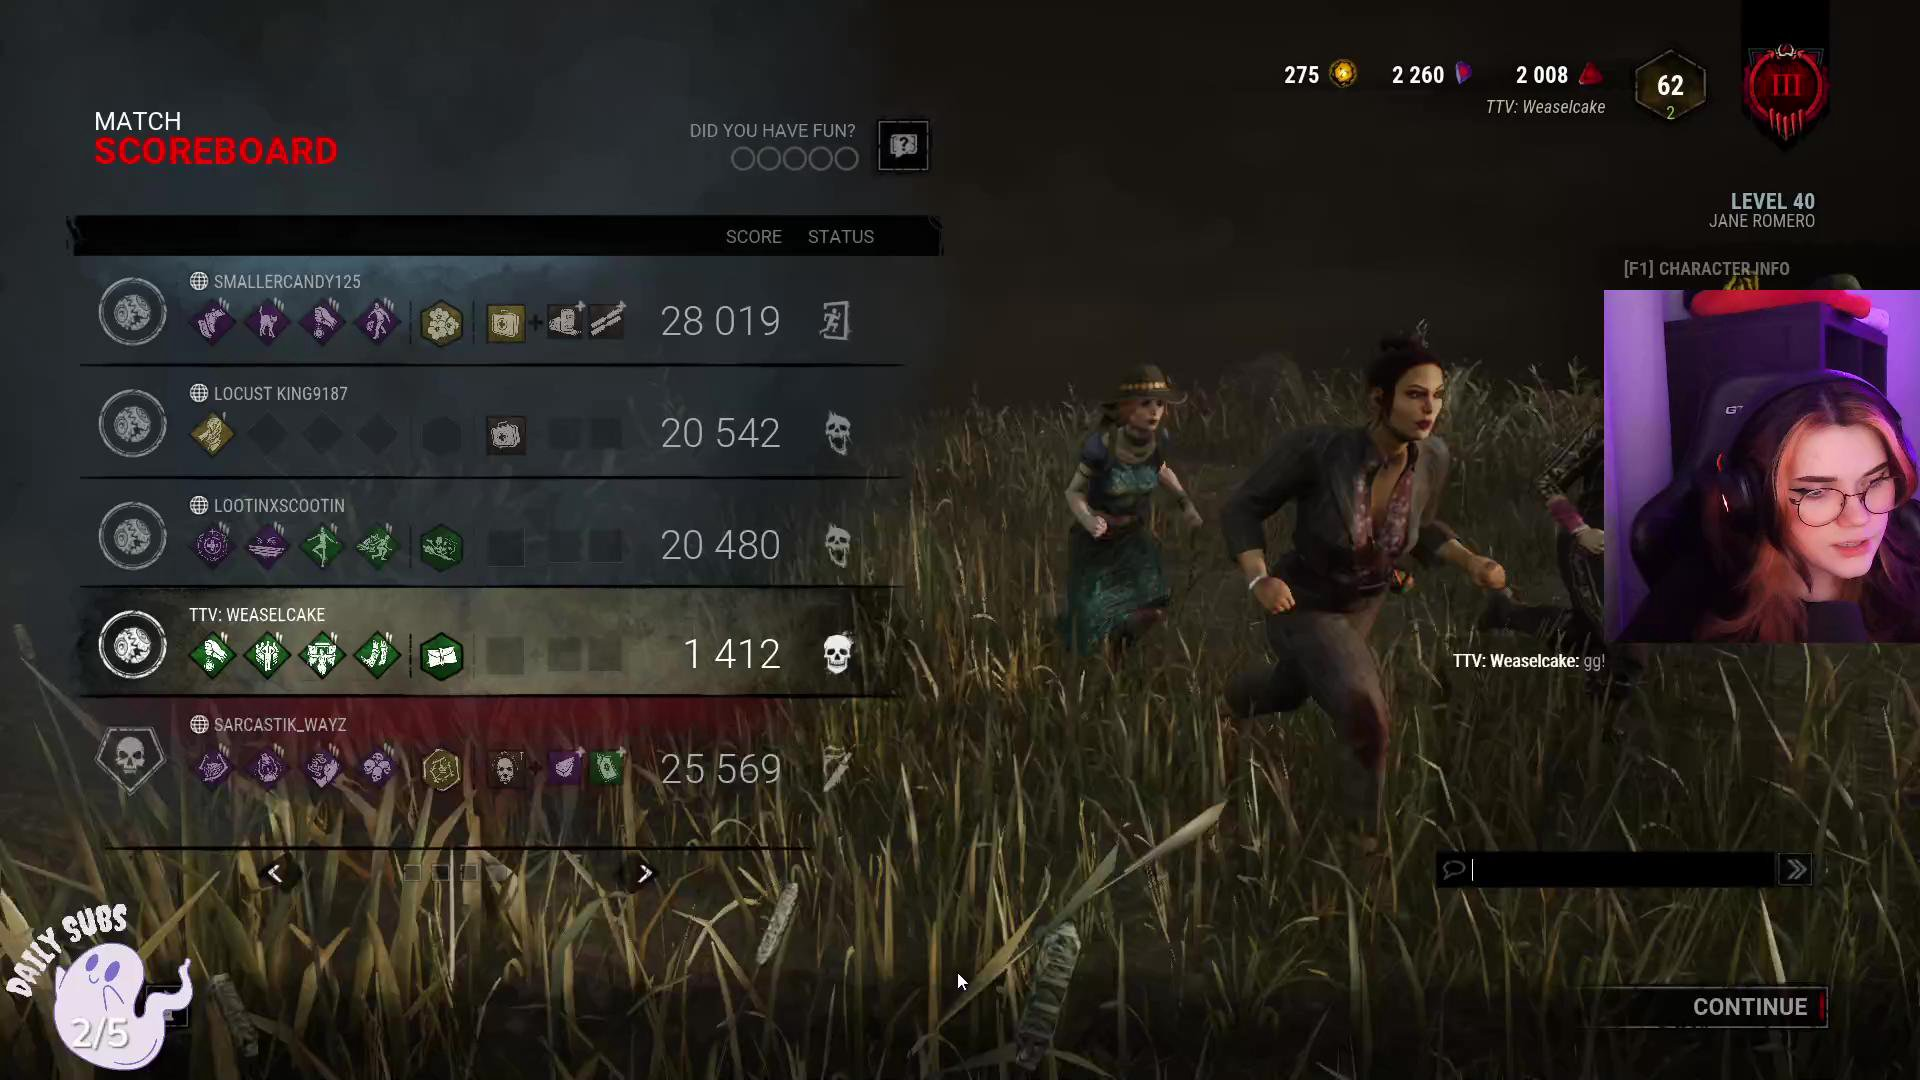 275
2 260
2 008
TTV: Weaselcake
62
2
III
MATCH
SCOREBOARD
DID YOU HAVE FUN?
?
LEVEL 40
JANE ROMERO
[F1] CHARACTER INFO
SCORE STATUS
SMALLERCANDY125
28 019
LOCUST KING9187
20 542
LOOTINXSCOOTIN
20 480
TTV: WEASELCAKE
1 412
TTV: Weaselcake: gg!
SARCASTIK_WAYZ
25 569
DAILY SUBS
2/5
CONTINUE